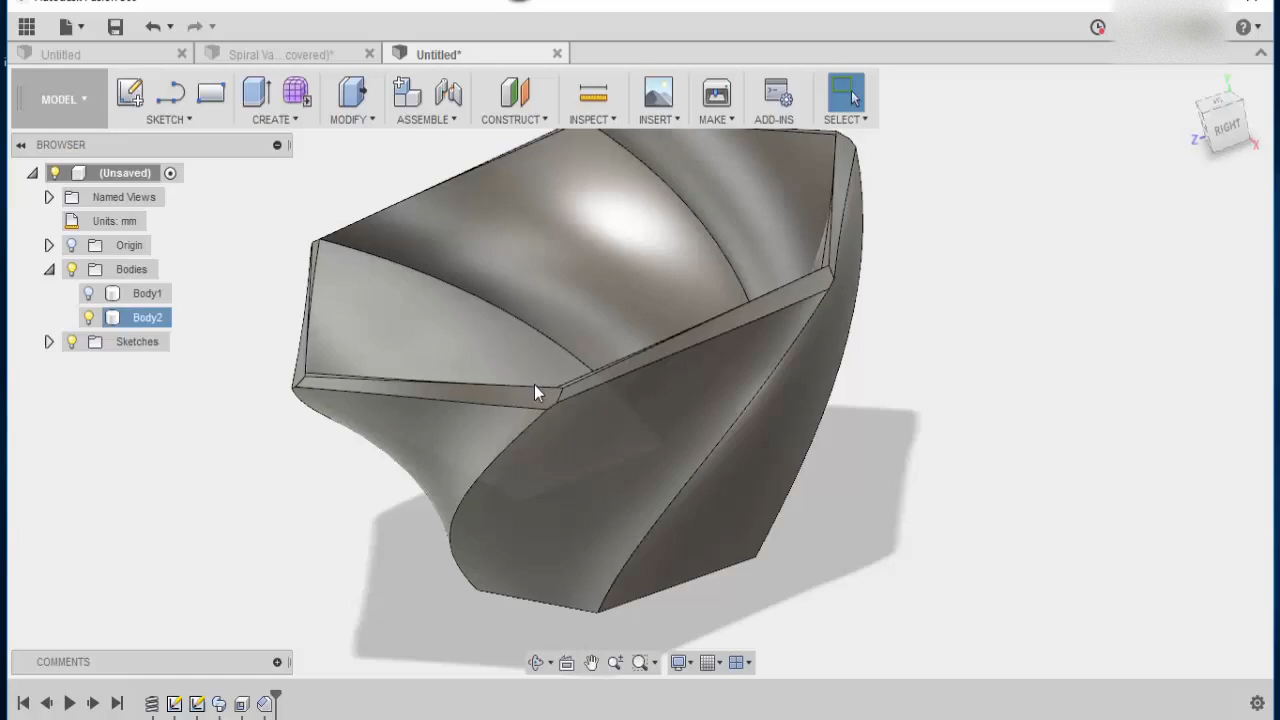 Untitled
Spiral Va...covered)*
Untitled*
MODEL
SKETCH
CREATE
MODIFY
ASSEMBLE
CONSTRUCT
INSPECT
INSERT
MAKE
ADD-INS
SELECT
RIGHT
Z
X
Y
BROWSER
(Unsaved)
Named Views
Units: mm
Origin
Bodies
Body1
Body2
Sketches
COMMENTS